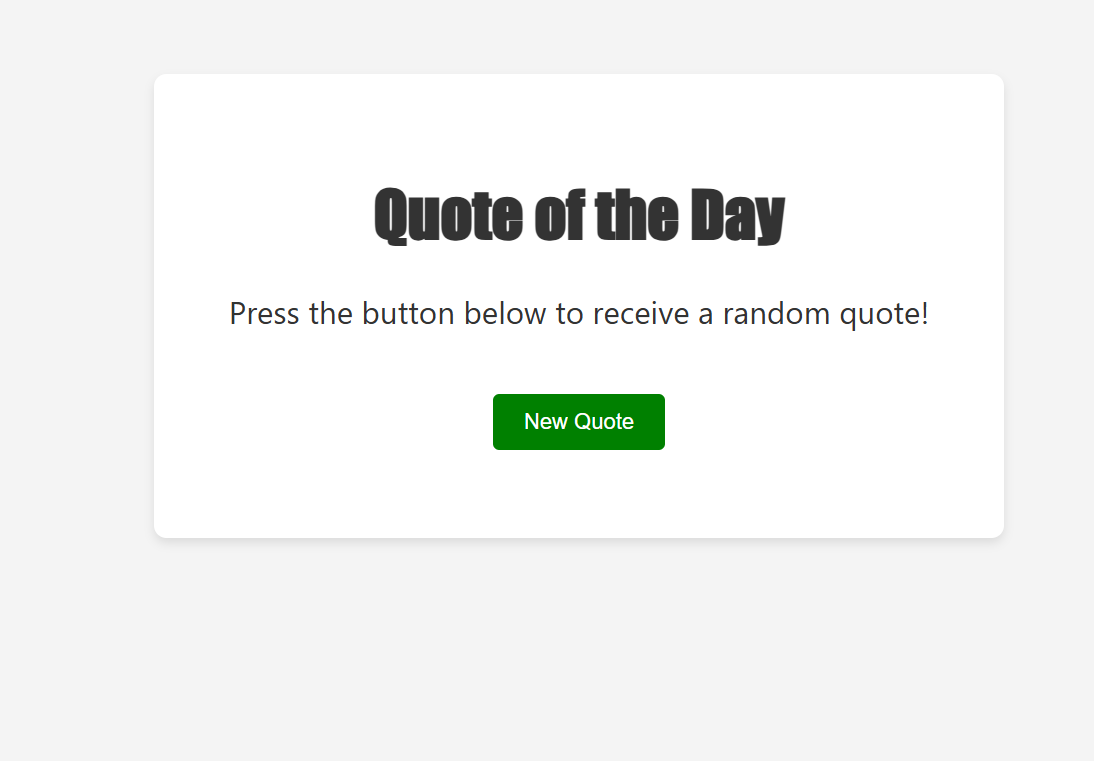 Quote of the Day
Press the button below to receive a random quote!
New Quote